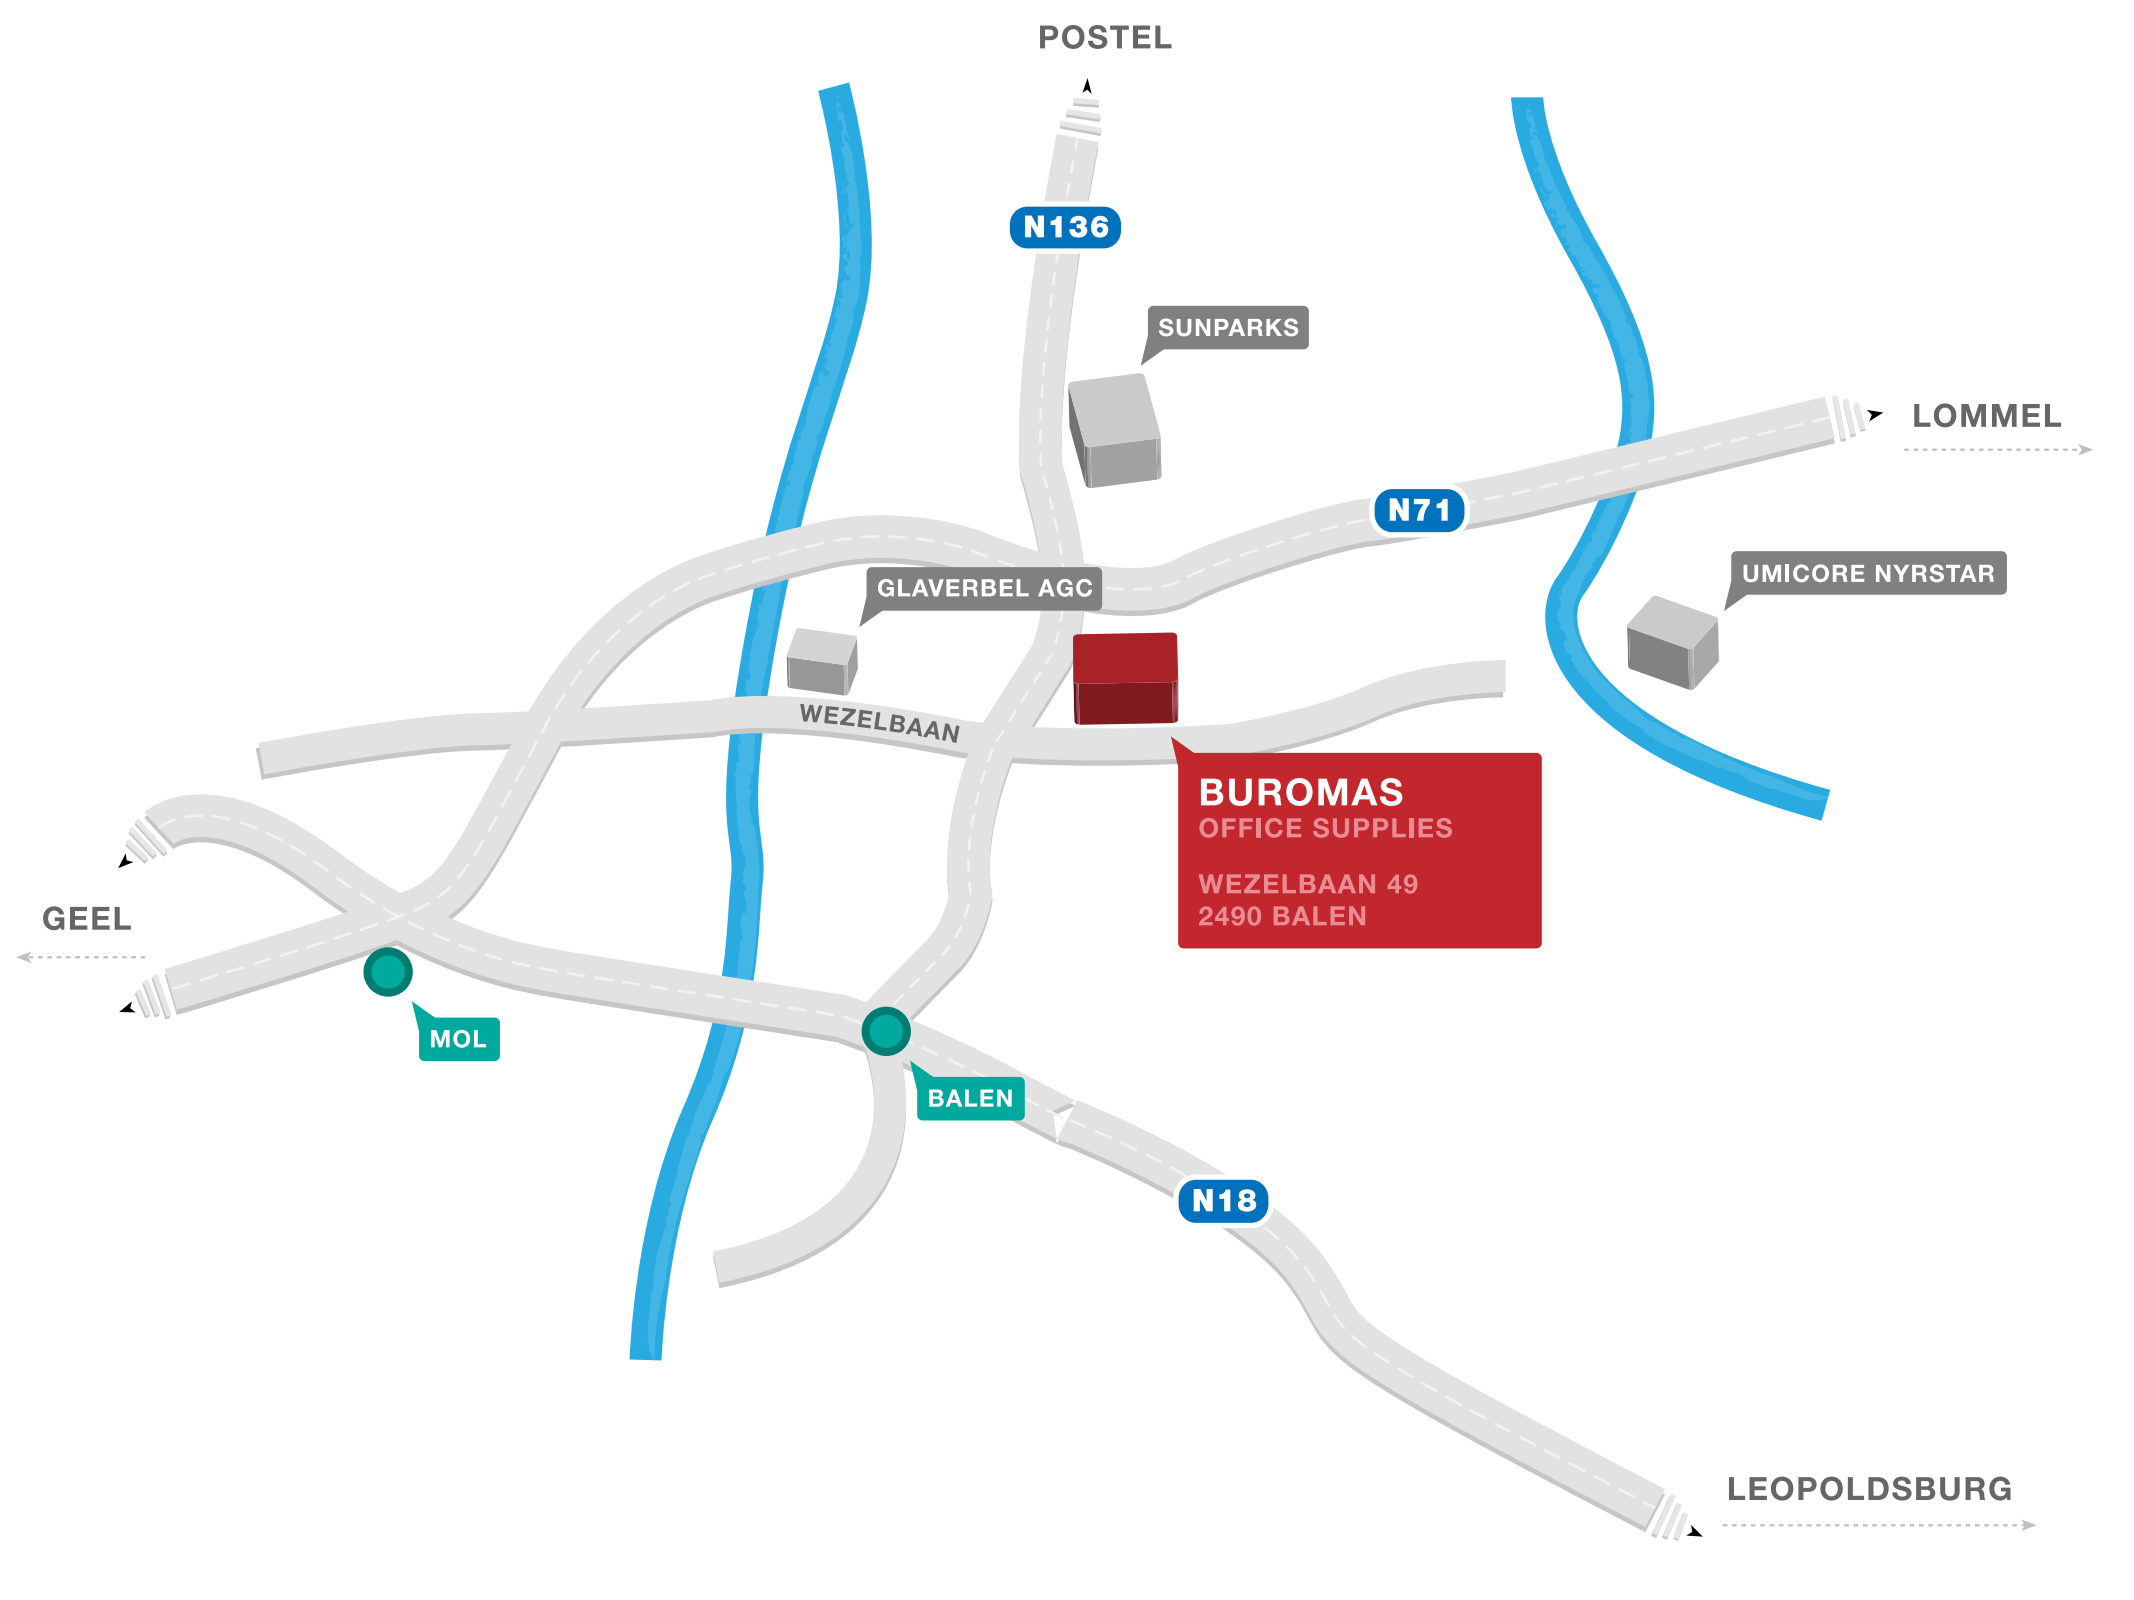 POSTEL
N136
SUNPARKS
LOMMEL
N71
GLAVERBEL AGC
UMICORE NYRSTAR
WEZELBAAN
BUROMAS
OFFICE SUPPLIES
WEZELBAAN 49
2490 BALEN
GEEL
MOL
BALEN
N18
LEOPOLDSBURG